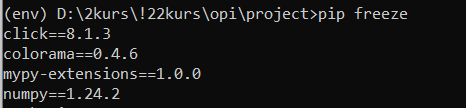 (env) D:\2kurs\!22kurs\opi\project>pip freeze
click==8.1.3
colorama==0.4.6
mypy-extensions==1.0.0
numpy==1.24.2